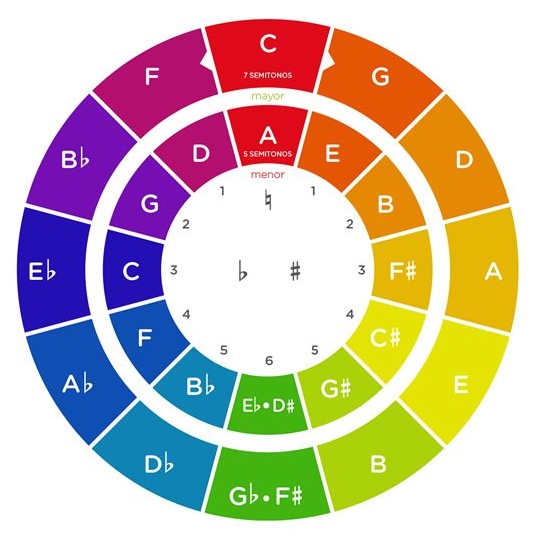 C
7 SEMITONOS
mayor
G
D
A
E
B
G♭•F♯
D♭
A♭
E♭
B♭
F
A
5 SEMITONOS
menor
E
B
F♯
C♯
G♯
E♭•D♯
B♭
F
C
G
D
♮
♭ ♯
1
2
3
4
5
6
5
4
3
2
1